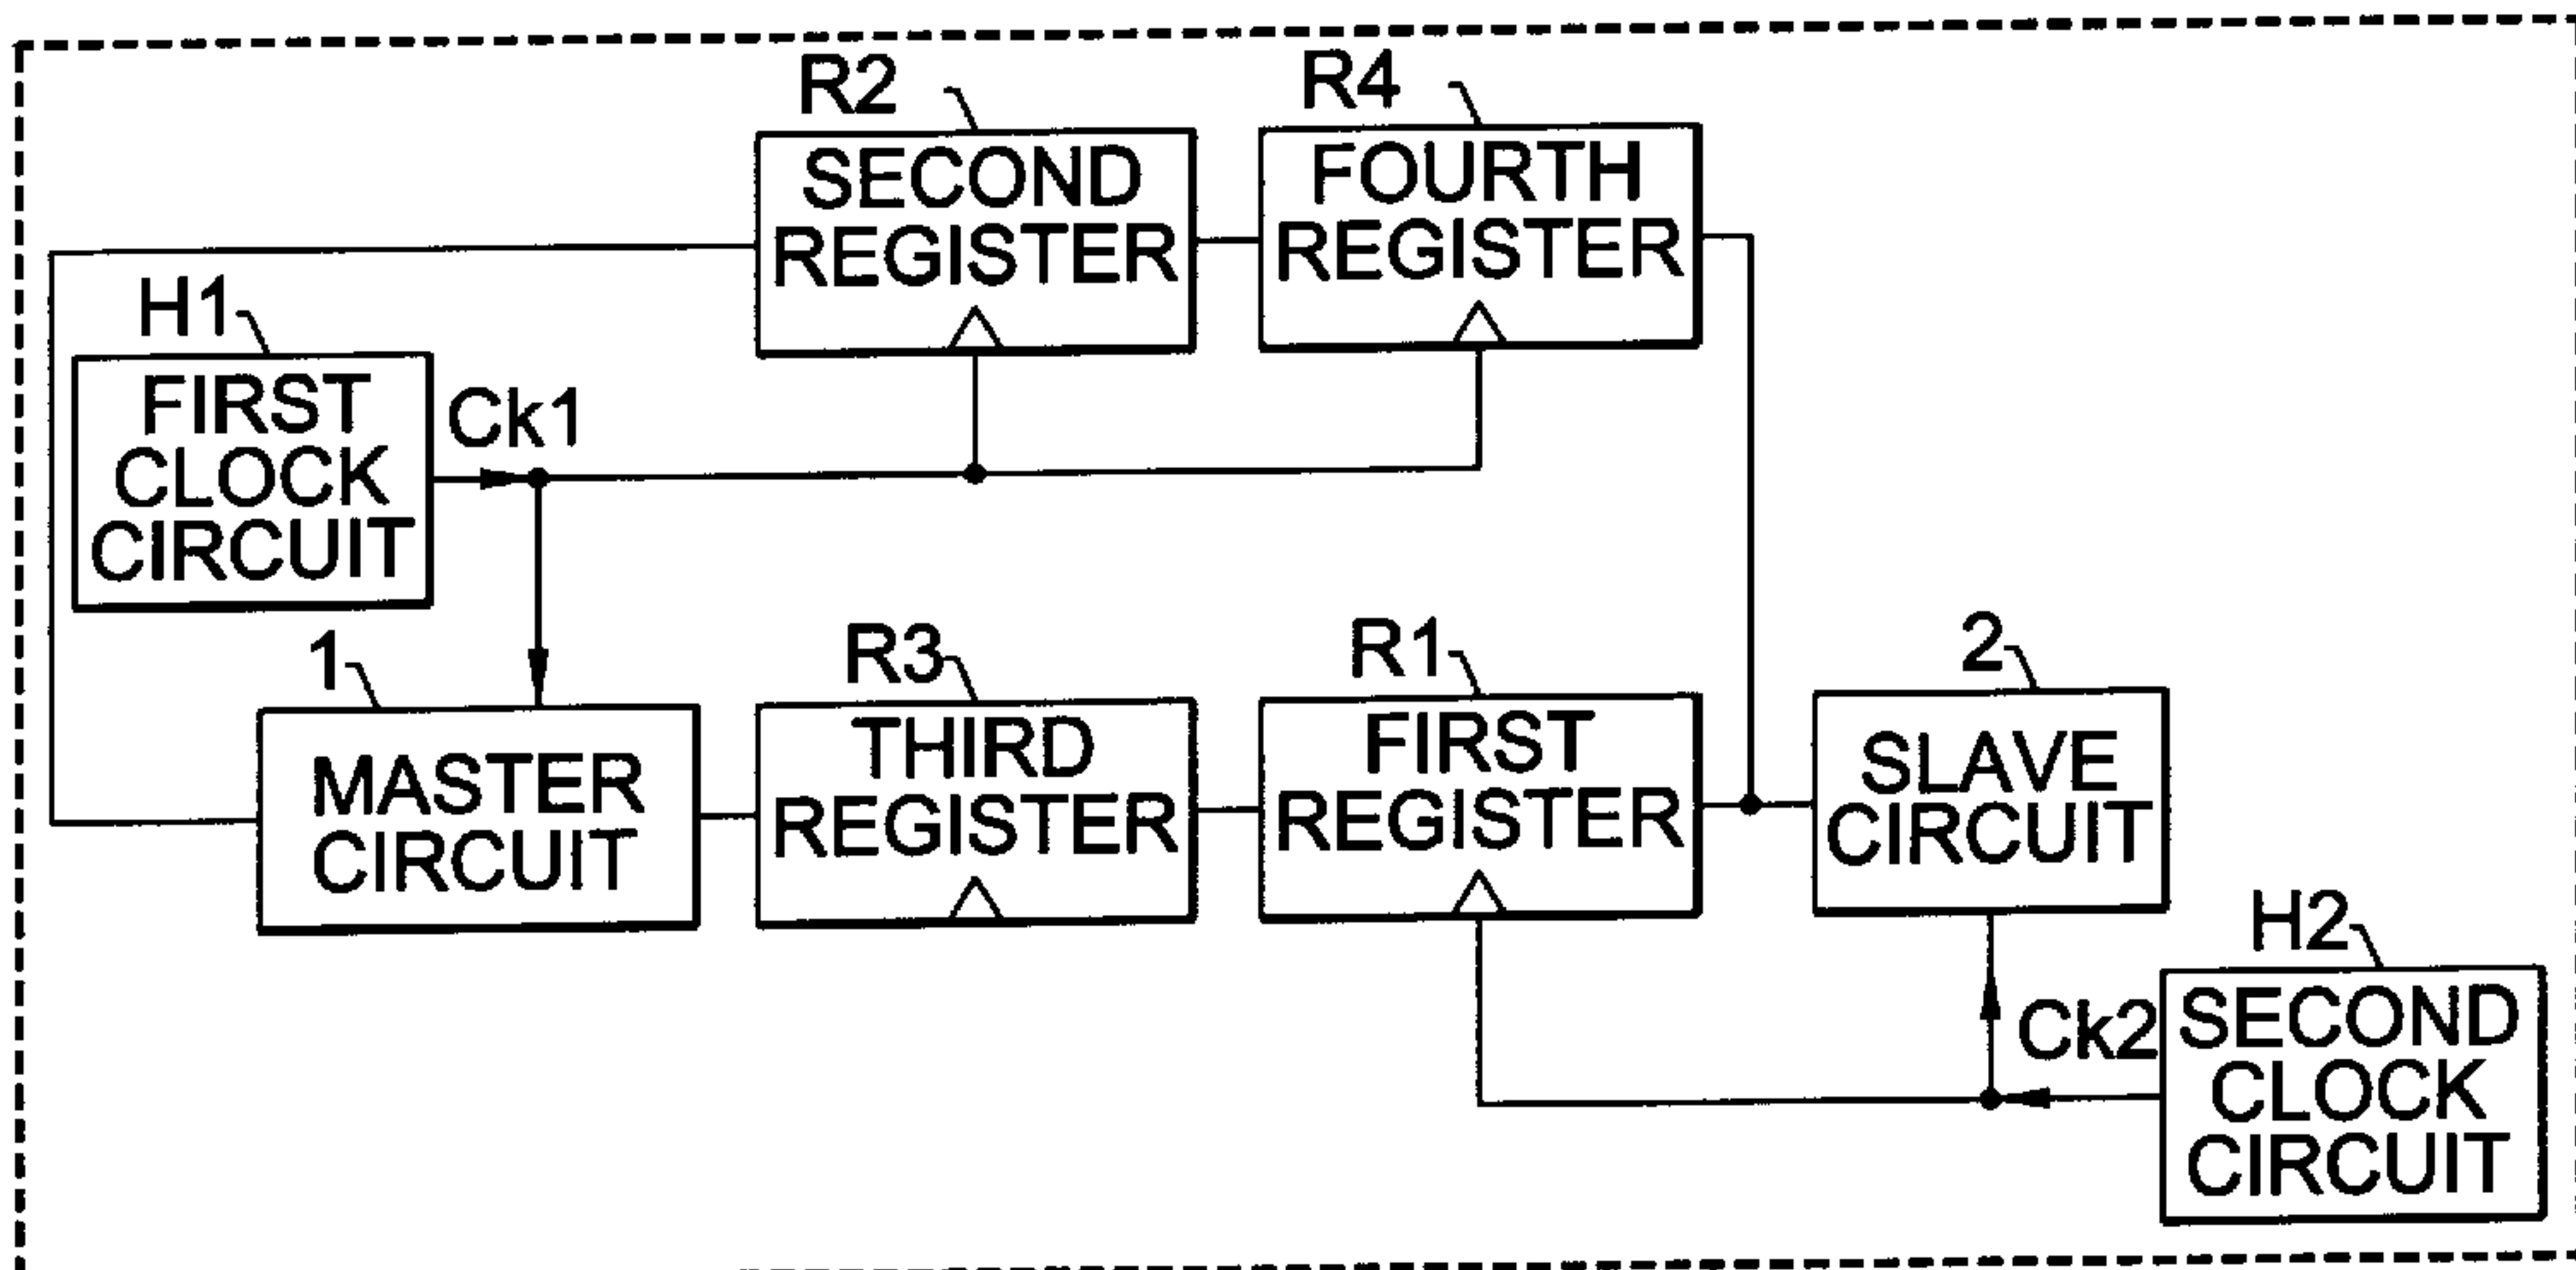 R2
R4
SECOND
REGISTER
FOURTH
REGISTER
H1
FIRST
CLOCK
CIRCUIT
Ck1
1
R3
R1
2
MASTER
CIRCUIT
THIRD
REGISTER
FIRST
REGISTER
SLAVE
CIRCUIT
H2
Ck2
SECOND
CLOCK
CIRCUIT